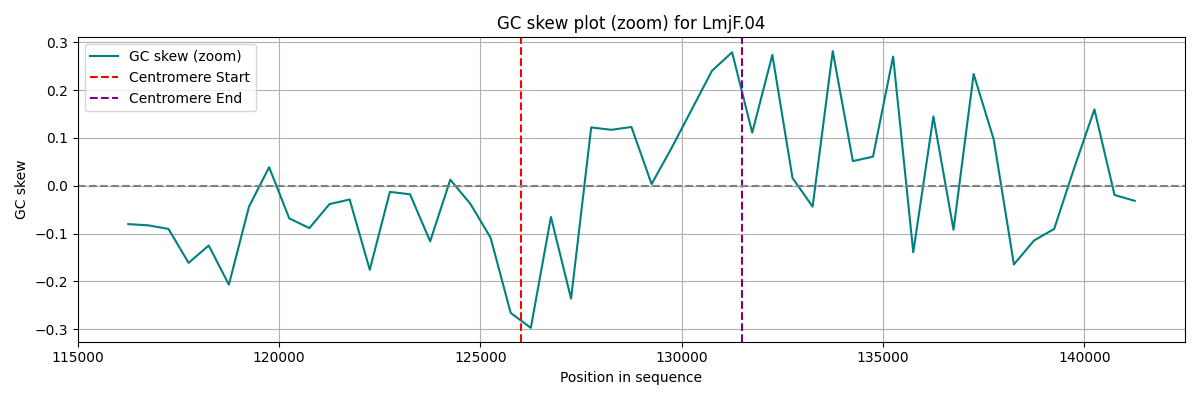 GC skew plot (zoom) for LmjF.04
GC skew (zoom)
Centromere Start
Centromere End
GC skew
0.3
0.2
0.1
0.0
−0.1
−0.2
−0.3
115000 120000 125000 130000 135000 140000
Position in sequence